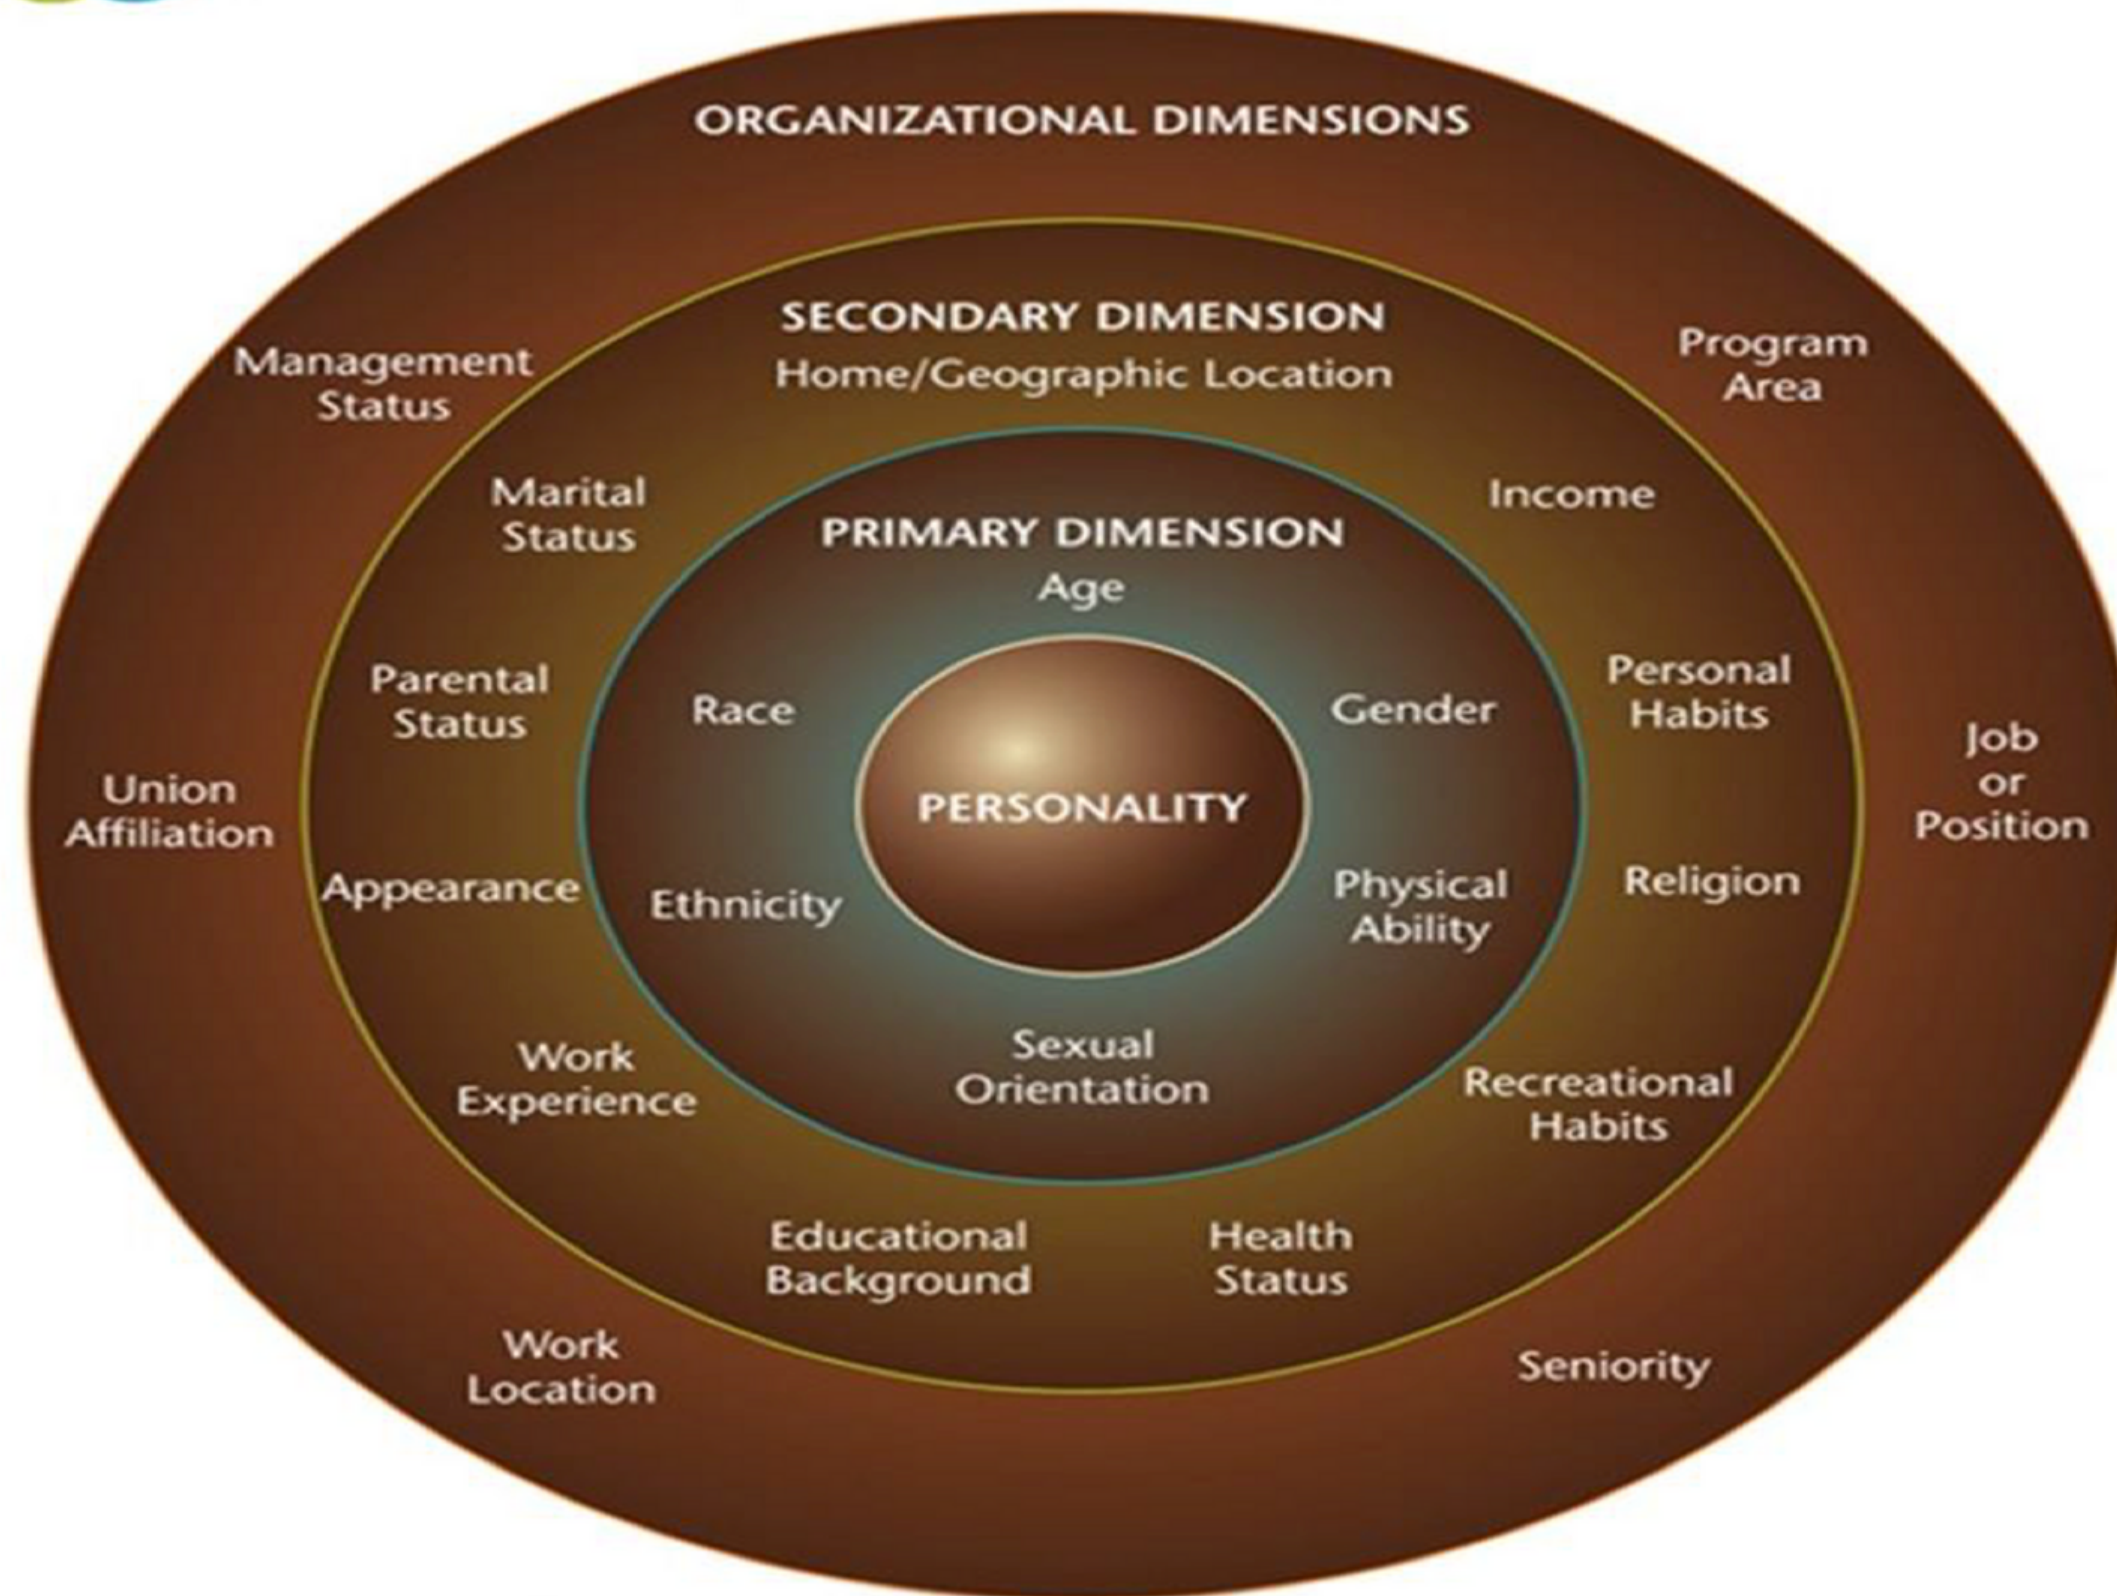 ORGANIZATIONAL DIMENSIONS
Management
Status
Program
Area
Union
Affiliation
Job
or
Position
Work
Location
Seniority
SECONDARY DIMENSION
Home/Geographic Location
Marital
Status
Income
Parental
Status
Personal
Habits
Appearance
Religion
Work
Experience
Recreational
Habits
Educational
Background
Health
Status
PRIMARY DIMENSION
Age
Race
Gender
Ethnicity
Physical
Ability
Sexual
Orientation
PERSONALITY